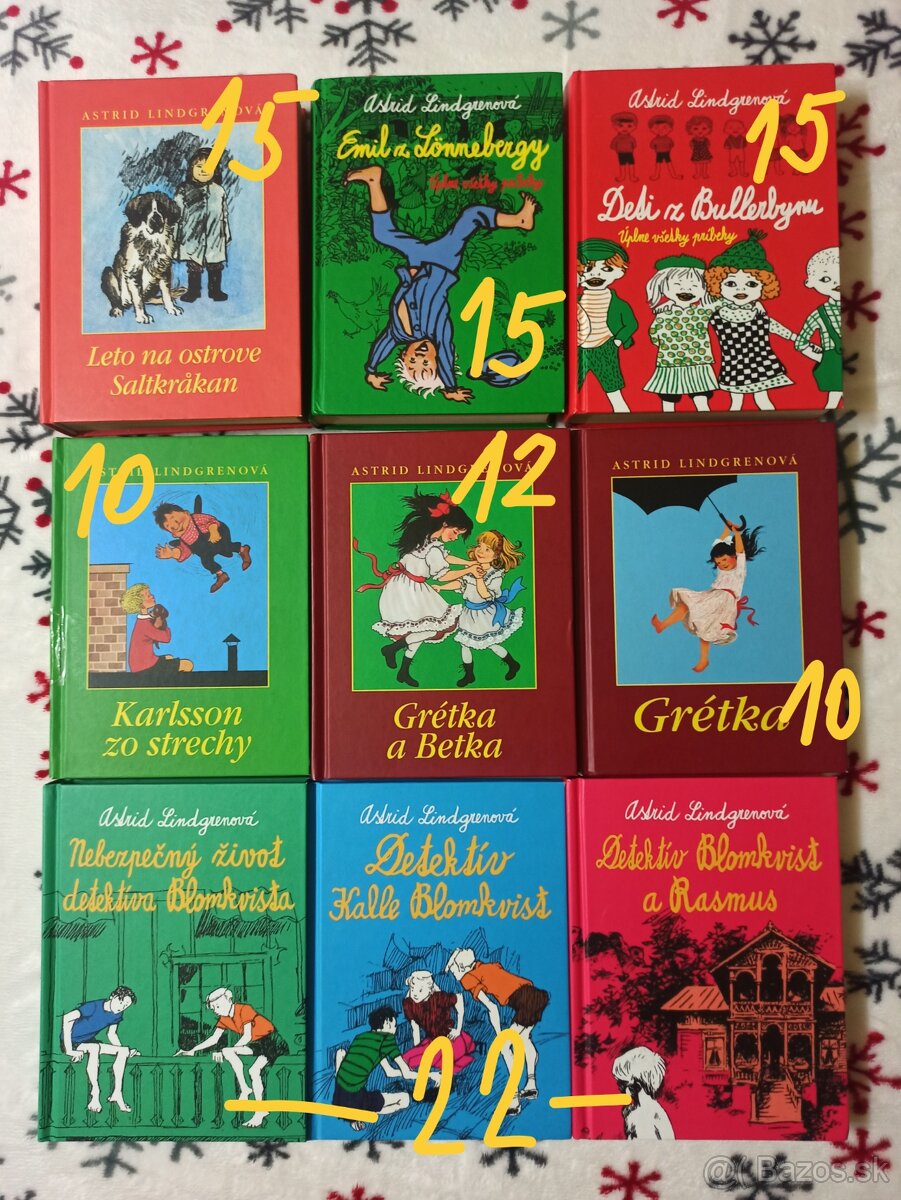 ASTRID LINDGRENOVÁ
15
Leto na ostrove
Saltkråkan
Astrid Lindgrenová
Emil z Lönnebergy
Úplne všetky príbehy
15
Astrid Lindgrenová
15
Deti z Bullerbynu
Úplne všetky príbehy
10
ASTRID LINDGRENOVÁ
Karlsson
zo strechy
ASTRID LINDGRENOVÁ
12
Grétka
a Betka
ASTRID LINDGRENOVÁ
Grétka
10
Astrid Lindgrenová
Nebezpečný život
detektíva Blomkvista
Astrid Lindgrenová
Detektív
Kalle Blomkvist
Astrid Lindgrenová
Detektív Blomkvist
a Rasmus
— 22 —
@( Bazos.sk